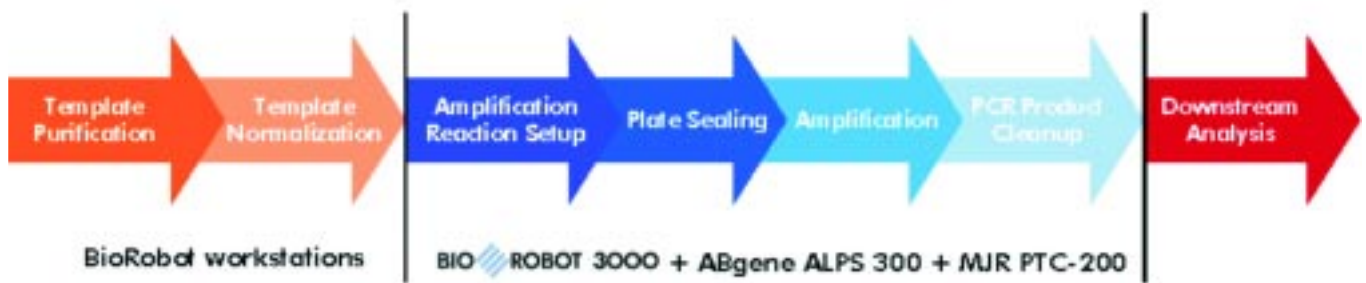 Template
Purification
Template
Normalization
Amplification
Reaction Setup
Plate Sealing
Amplification
PCR Product
Cleanup
Downstream
Analysis
BioRobot workstations
BIO ROBOT 3000 + ABgene ALPS 300 + MJR PTC-200